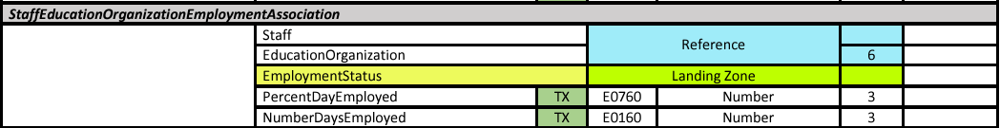 StaffEducationOrganizationEmploymentAssociation
Staff
Reference
EducationOrganization 6
EmploymentStatus Landing Zone
PercentDayEmployed TX E0760 Number 3
NumberDaysEmployed TX E0160 Number 3